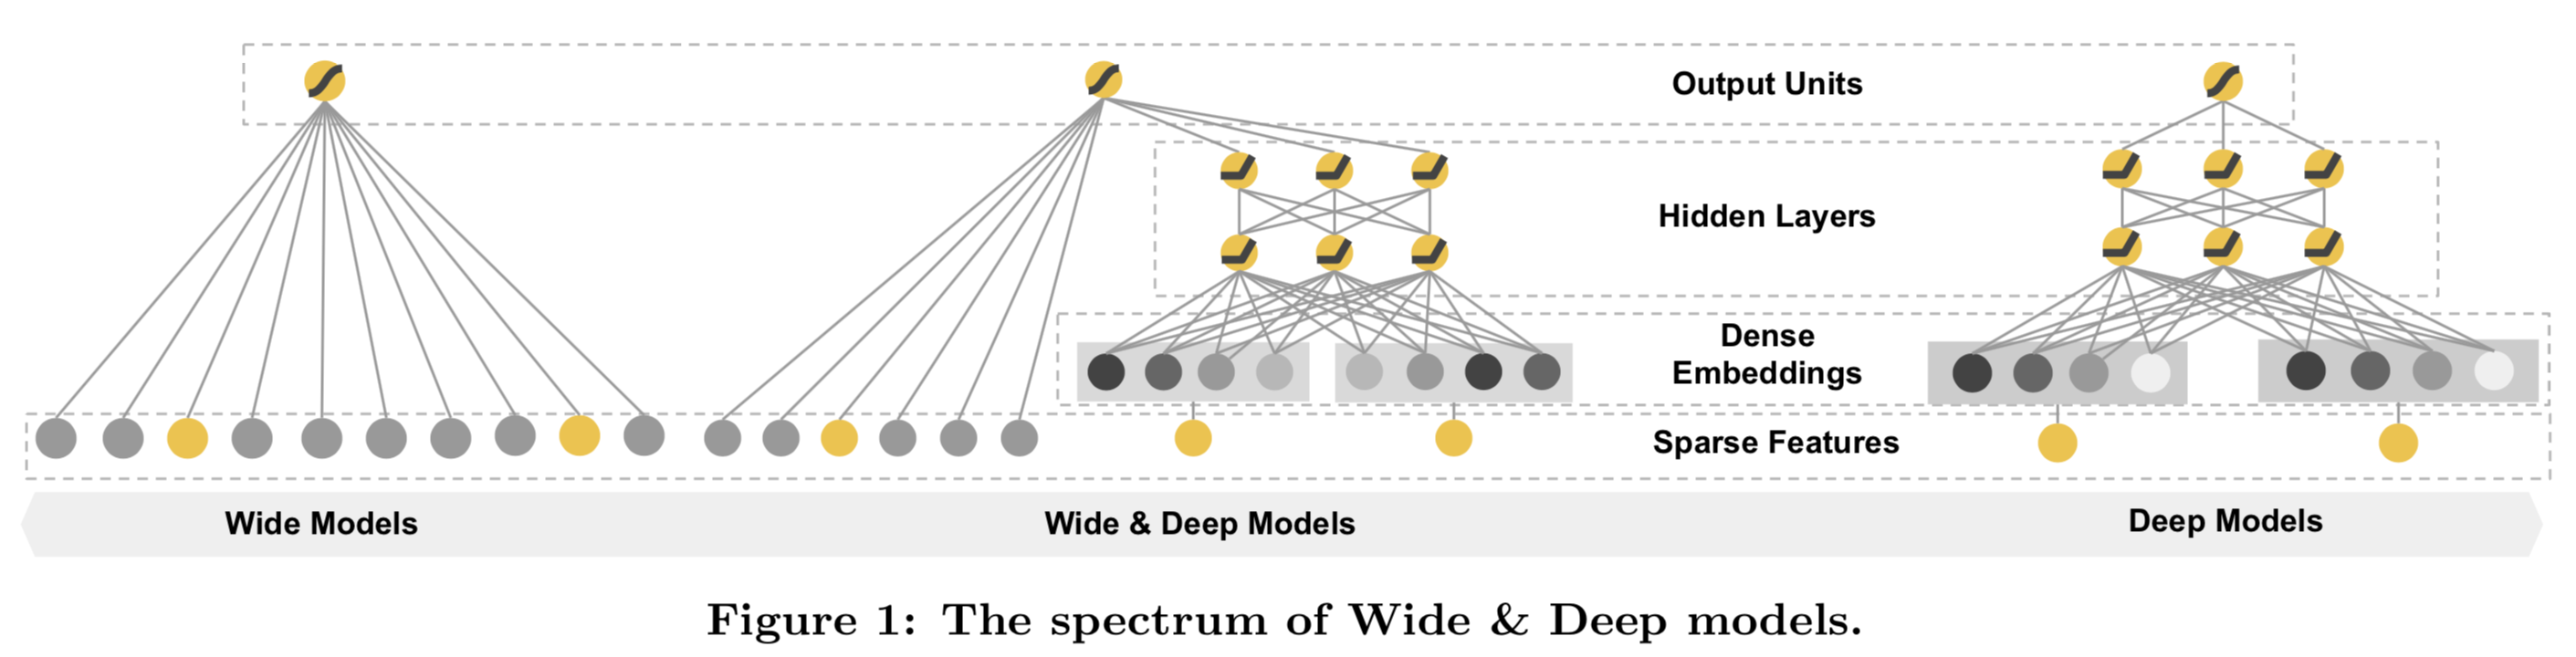 Output Units
Hidden Layers
Dense
Embeddings
Sparse Features
Wide Models
Wide & Deep Models
Deep Models
Figure 1: The spectrum of Wide & Deep models.